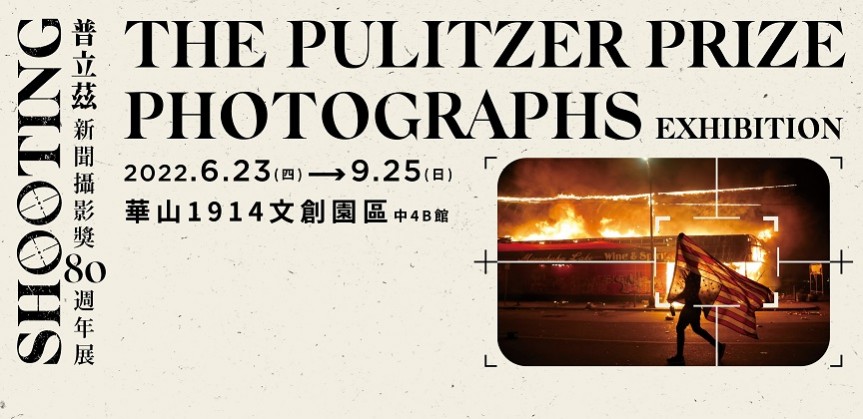 SHOOTING
普立茲新聞攝影獎80週年展
THE PULITZER PRIZE
PHOTOGRAPHS EXHIBITION
2022.6.23(四)→9.25(日)
華山1914文創園區 中4B館